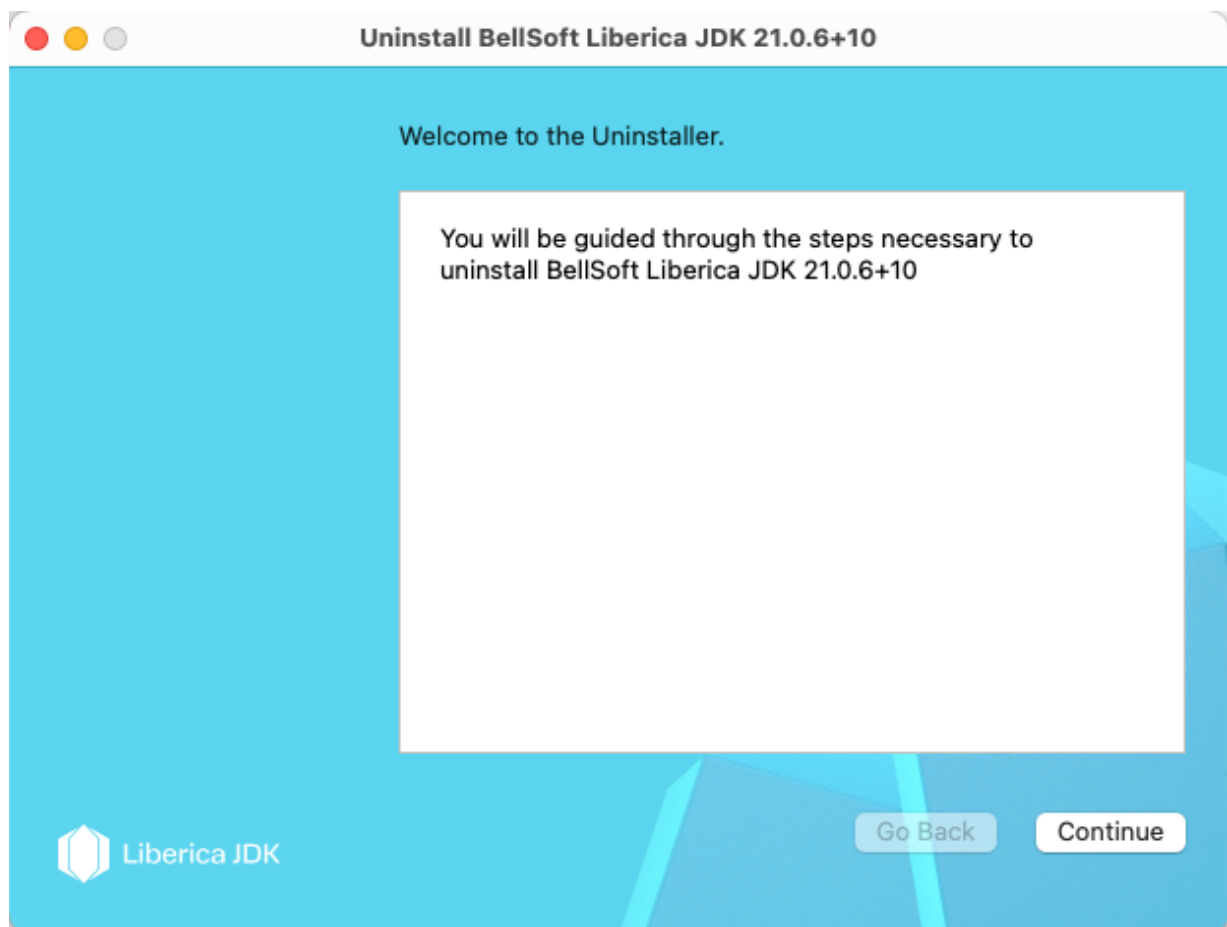 Uninstall BellSoft Liberica JDK 21.0.6+10
Welcome to the Uninstaller.
You will be guided through the steps necessary to
uninstall BellSoft Liberica JDK 21.0.6+10
Go Back
Continue
Liberica JDK